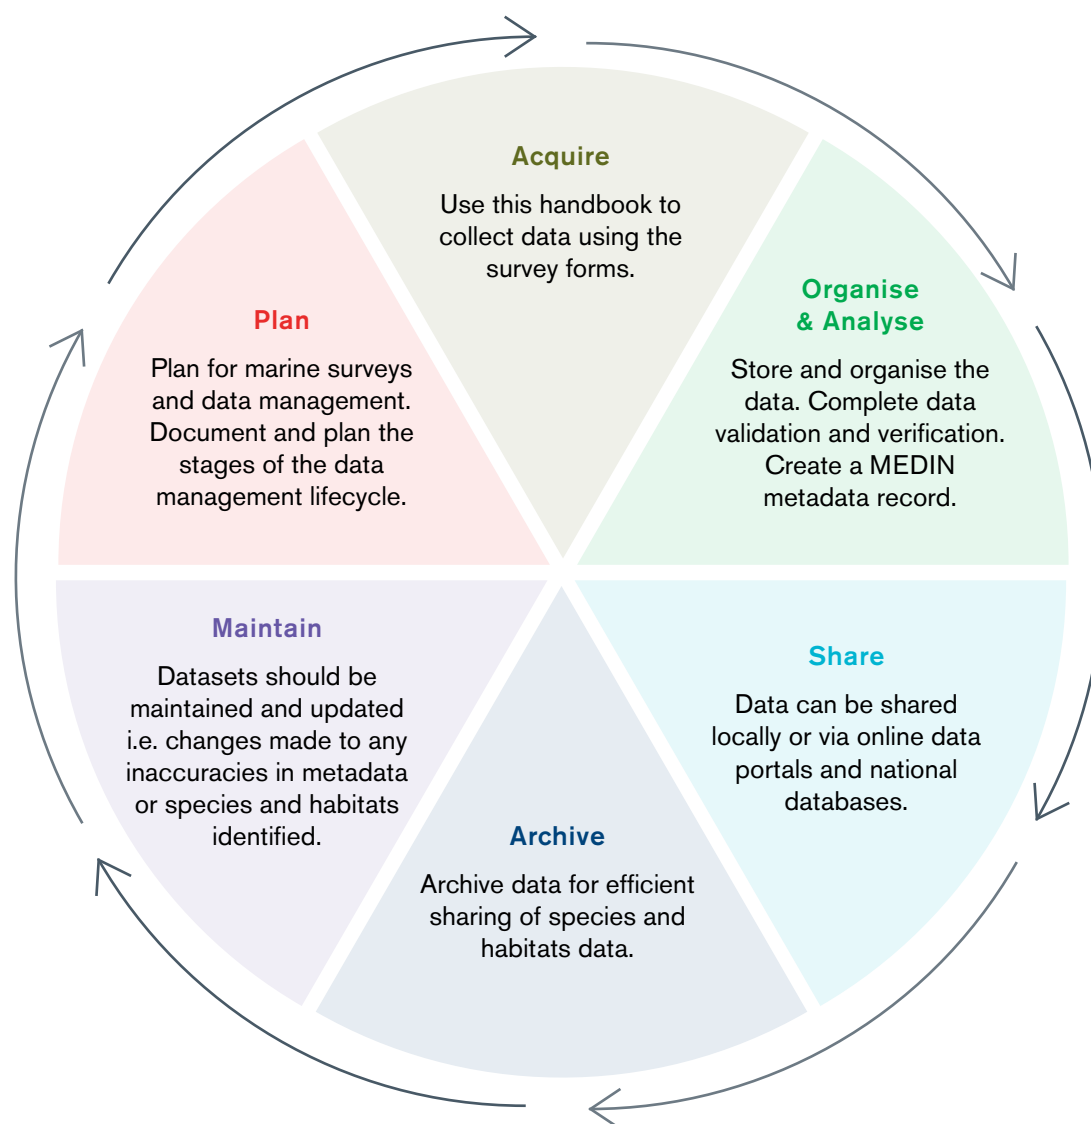 Acquire
Use this handbook to
collect data using the
survey forms.
Organise
& Analyse
Store and organise the
data. Complete data
validation and verification.
Create a MEDIN
metadata record.
Share
Data can be shared
locally or via online data
portals and national
databases.
Archive
Archive data for efficient
sharing of species and
habitats data.
Maintain
Datasets should be
maintained and updated
i.e. changes made to any
inaccuracies in metadata
or species and habitats
identified.
Plan
Plan for marine surveys
and data management.
Document and plan the
stages of the data
management lifecycle.